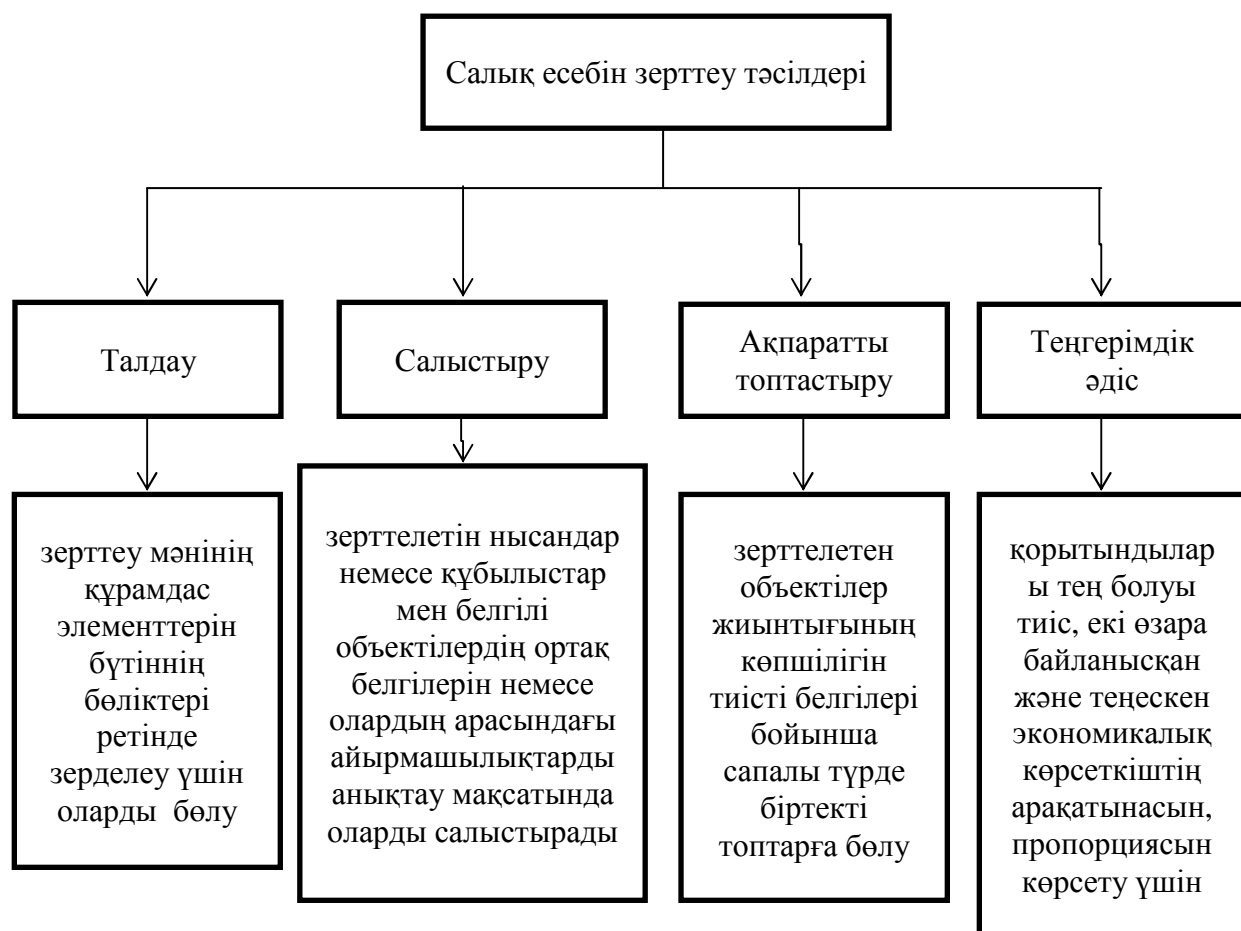 Салық есебін зерттеу тәсілдері
Талдау
Салыстыру
Ақпаратты
топтастыру
Теңгерімдік
әдіс
зерттеу мәнінің
құрамдас
элементтерін
бүтіннің
бөліктері
ретінде
зерделеу үшін
оларды бөлу
зерттелетін нысандар
немесе құбылыстар
мен белгілі
объектілердің ортақ
белгілерін немесе
олардың арасындағы
айырмашылықтарды
анықтау мақсатында
оларды салыстырады
зерттелетен
объектілер
жиынтығының
көпшілігін
тиісті белгілері
бойынша
сапалы түрде
біртекті
топтарға бөлу
қорытындылар
ы тең болуы
тиіс, екі өзара
байланысқан
және теңескен
экономикалық
көрсеткіштің
арақатынасын,
пропорциясын
көрсету үшін